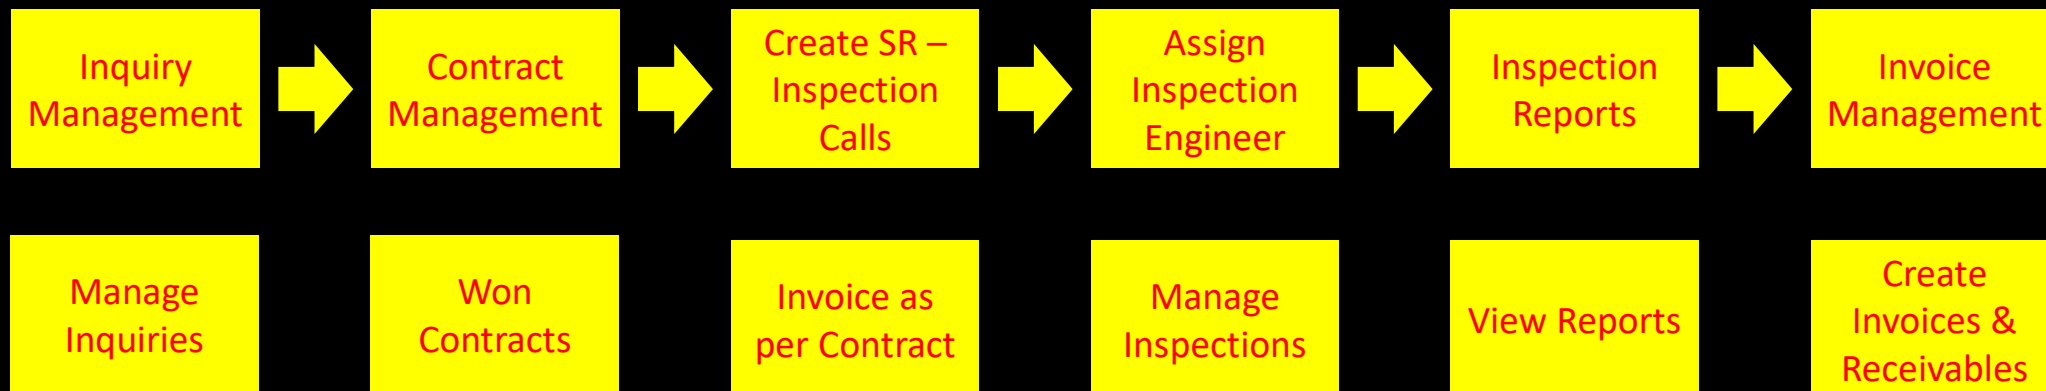 Inquiry
Management
Contract
Management
Create SR –
Inspection
Calls
Assign
Inspection
Engineer
Inspection
Reports
Invoice
Management
Manage
Inquiries
Won
Contracts
Invoice as
per Contract
Manage
Inspections
View Reports
Create
Invoices &
Receivables